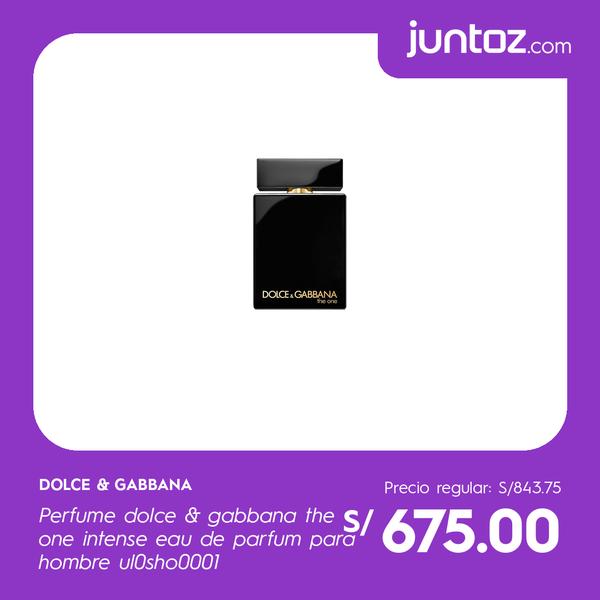 juntoz.com
DOLCE & GABBANA
the one
DOLCE & GABBANA
Perfume dolce & gabbana the
one intense eau de parfum para
hombre ul0sho0001
Precio regular: S/843.75
S/ 675.00